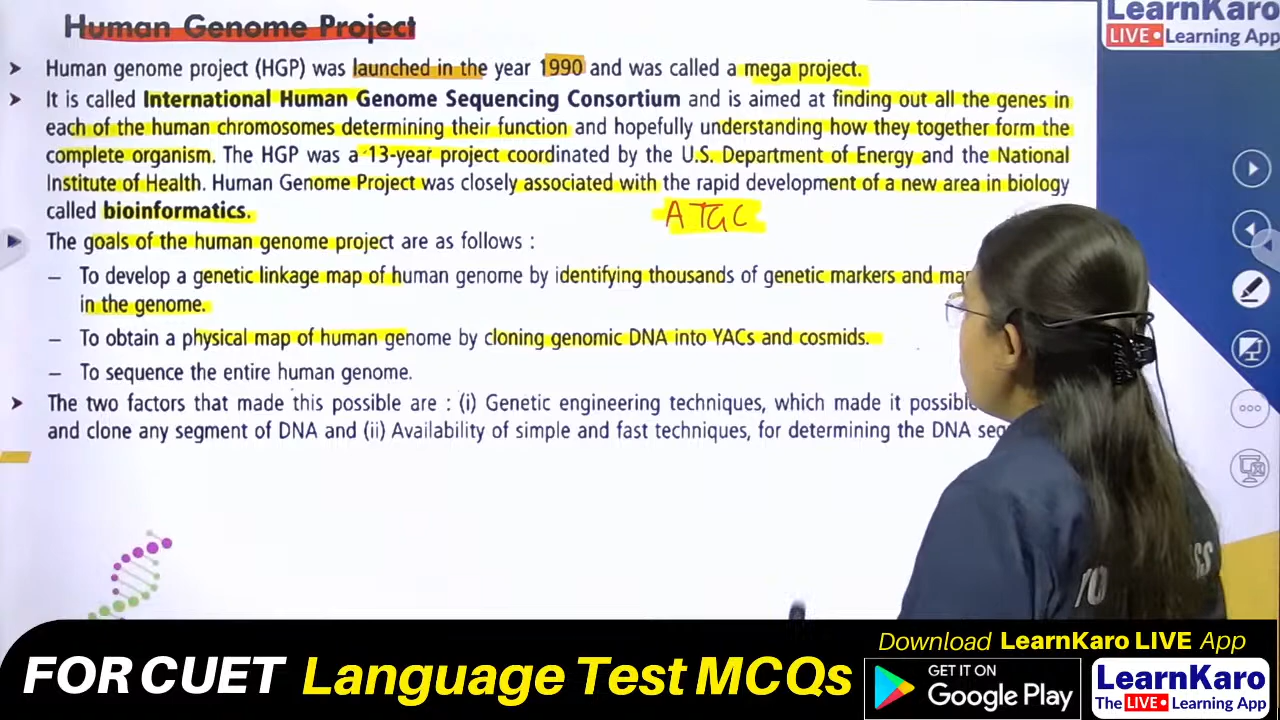 Human Genome Project
LearnKaro
LIVE Learning App
Human genome project (HGP) was launched in the year 1990 and was called a mega project.
It is called International Human Genome Sequencing Consortium and is aimed at finding out all the genes in
each of the human chromosomes determining their function and hopefully understanding how they together form the
complete organism. The HGP was a 13-year project coordinated by the U.S. Department of Energy and the National
Institute of Health. Human Genome Project was closely associated with the rapid development of a new area in biology
called bioinformatics.
ATGC
The goals of the human genome project are as follows :
– To develop a genetic linkage map of human genome by identifying thousands of genetic markers and
in the genome.
– To obtain a physical map of human genome by cloning genomic DNA into YACs and cosmids.
– To sequence the entire human genome.
The two factors that made this possible are : (i) Genetic engineering techniques, which made it possible
and clone any segment of DNA and (ii) Availability of simple and fast techniques, for determining the DNA
FOR CUET Language Test MCQs
Download LearnKaro LIVE App
GET IT ON
Google Play
LearnKaro
The LIVE Learning App